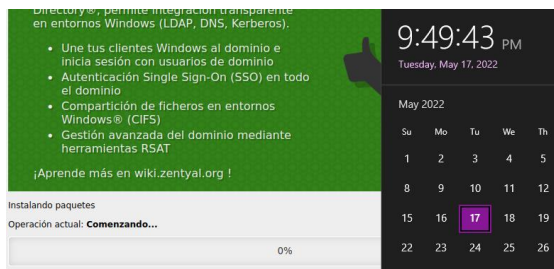 Directory®, permite integración transparente
en entornos Windows (LDAP, DNS, Kerberos).
• Une tus clientes Windows al dominio e
inicia sesión con usuarios de dominio
• Autenticación Single Sign-On (SSO) en todo
el dominio
• Compartición de ficheros en entornos
Windows® (CIFS)
• Gestión avanzada del dominio mediante
herramientas RSAT
¡Aprende más en wiki.zentyal.org !
Instalando paquetes
Operación actual: Comenzando...
0%
9:49:43 PM
Tuesday, May 17, 2022
May 2022
Su Mo Tu We Th
1 2 3 4 5
8 9 10 11 12
15 16 17 18 19
22 23 24 25 26